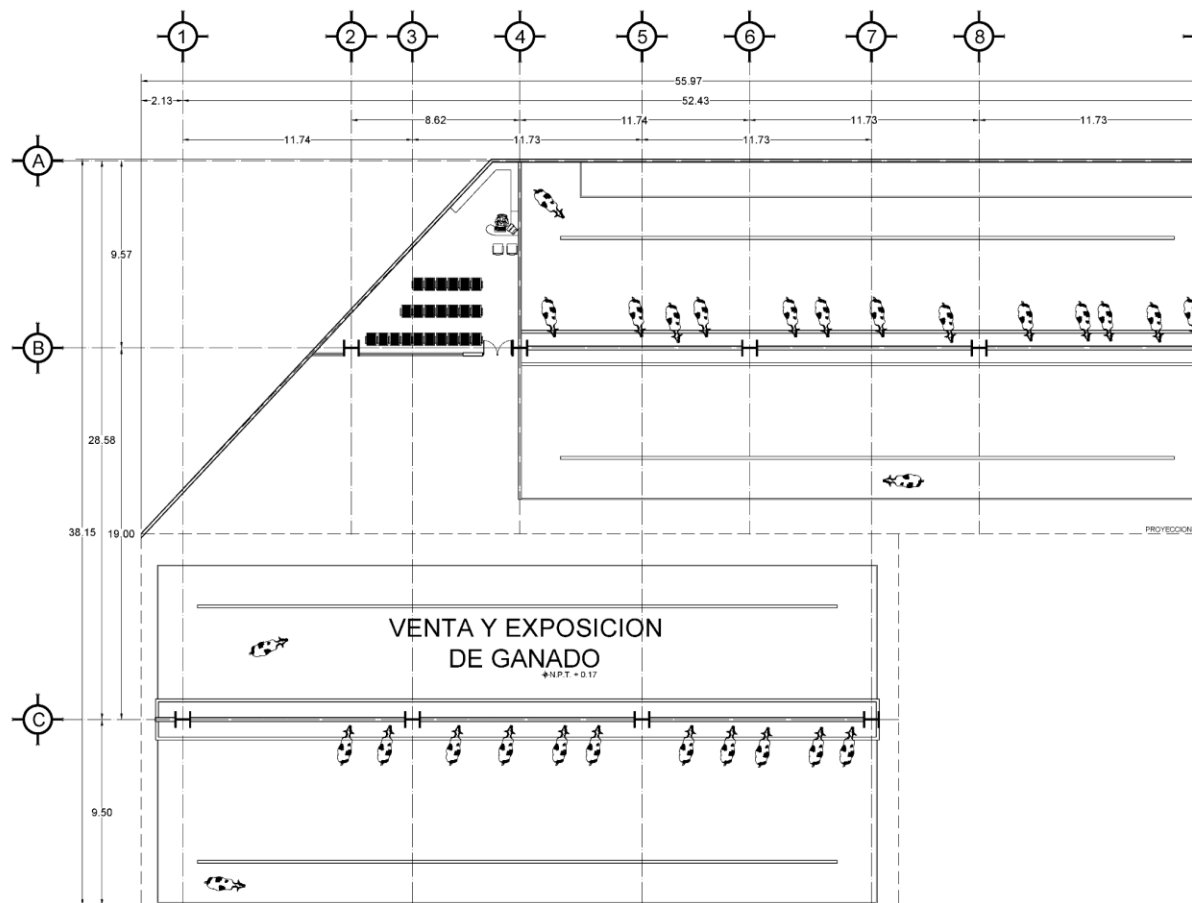 1 2 3 4 5 6 7 8
55.97
2.13 52.43
8.62 11.74 11.73 11.73
11.74 11.73 11.73
A
9.57
B
28.58
38.15 19.00
PROYECCION
VENTA Y EXPOSICION
DE GANADO
N.P.T. + 0.17
C
9.50